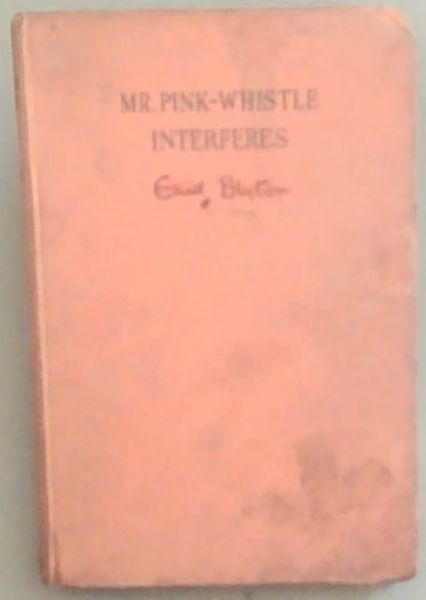 MR. PINK-WHISTLE
INTERFERES
Enid Blyton